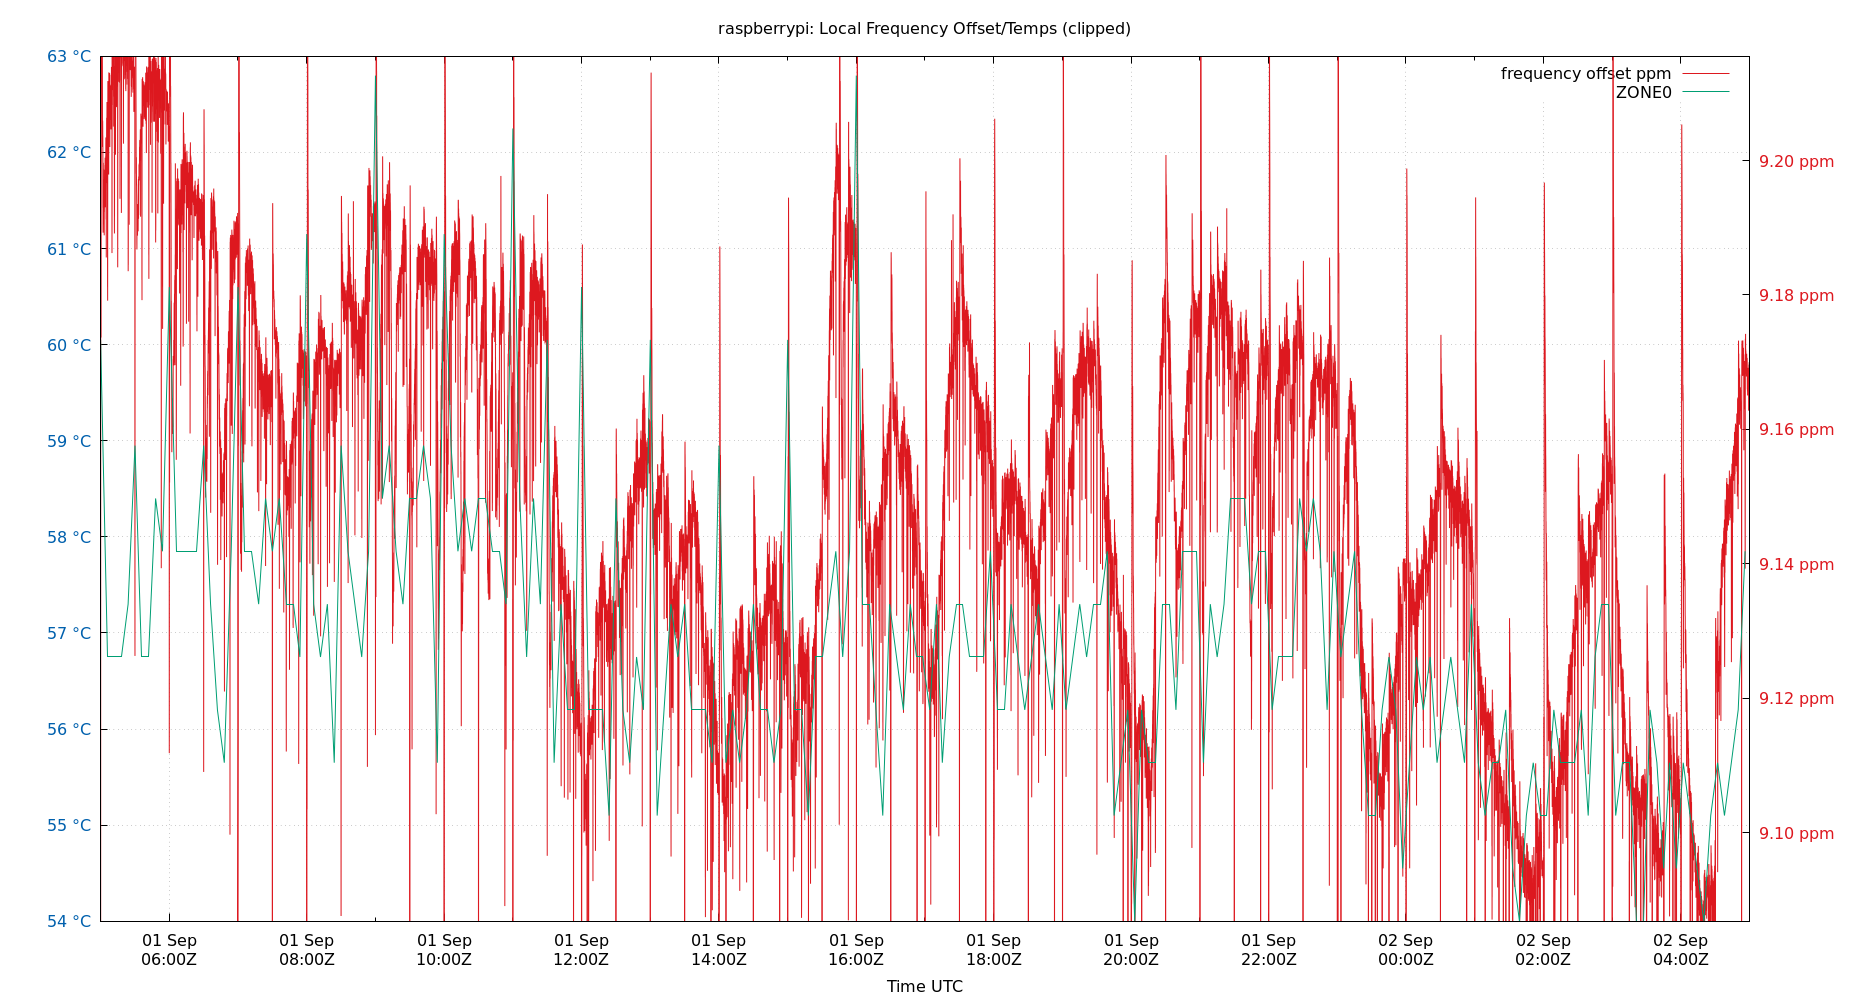 raspberrypi: Local Frequency Offset/Temps (clipped)
63 °C
62 °C
61 °C
60 °C
59 °C
58 °C
57 °C
56 °C
55 °C
54 °C
frequency offset ppm
ZONE0
9.20 ppm
9.18 ppm
9.16 ppm
9.14 ppm
9.12 ppm
9.10 ppm
01 Sep
06:00Z
01 Sep
08:00Z
01 Sep
10:00Z
01 Sep
12:00Z
01 Sep
14:00Z
01 Sep
16:00Z
01 Sep
18:00Z
01 Sep
20:00Z
01 Sep
22:00Z
02 Sep
00:00Z
02 Sep
02:00Z
02 Sep
04:00Z
Time UTC